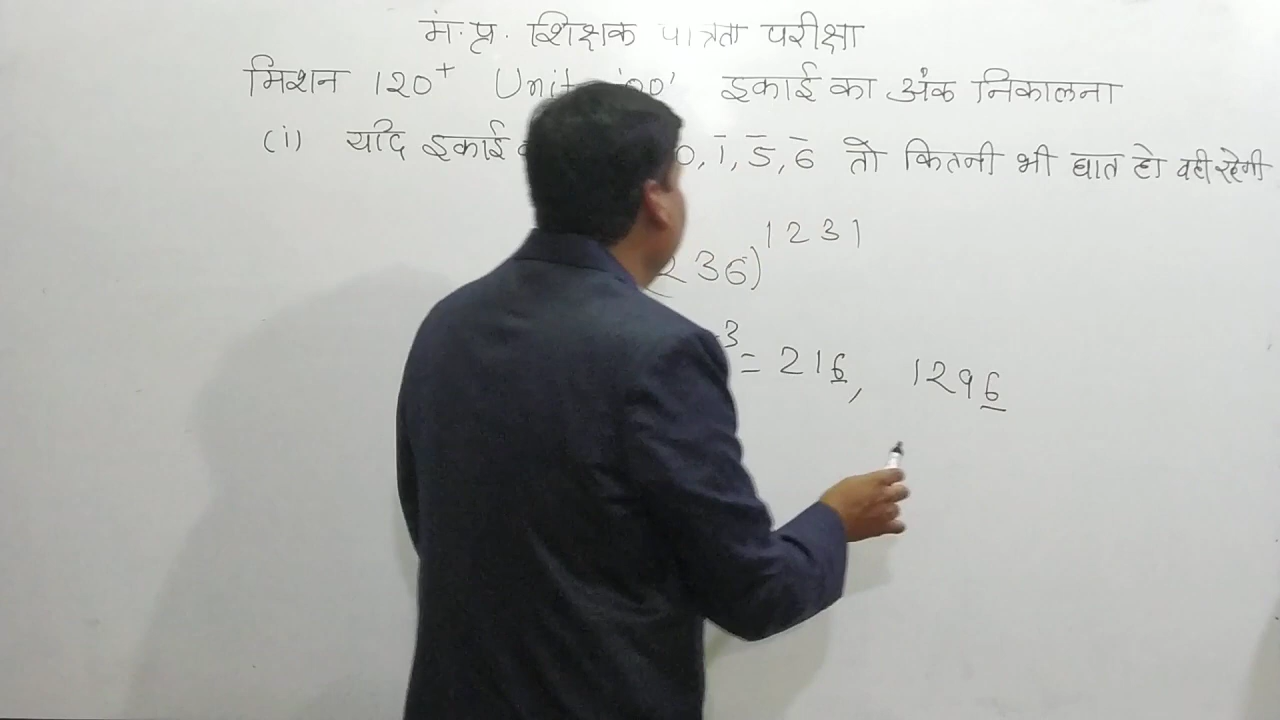 म.प्र. शिक्षक पात्रता परीक्षा
मिशन 120+ Unit इकाई का अंक निकालना
(i) यदि इकाई 0, 1, 5, 6 तो कितनी भी घात हो वही रहेगी
236)^1231
3 = 216, 1296